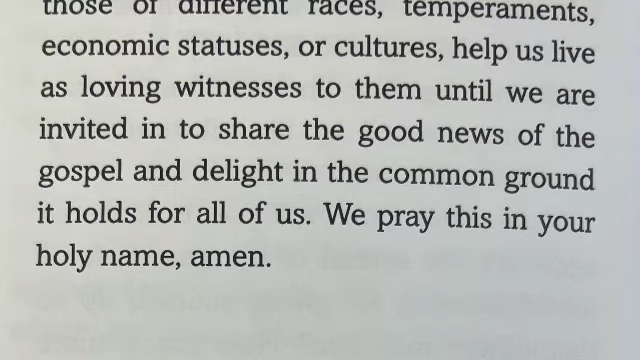 those of different races, temperaments,
economic statuses, or cultures, help us live
as loving witnesses to them until we are
invited in to share the good news of the
gospel and delight in the common ground
it holds for all of us. We pray this in your
holy name, amen.